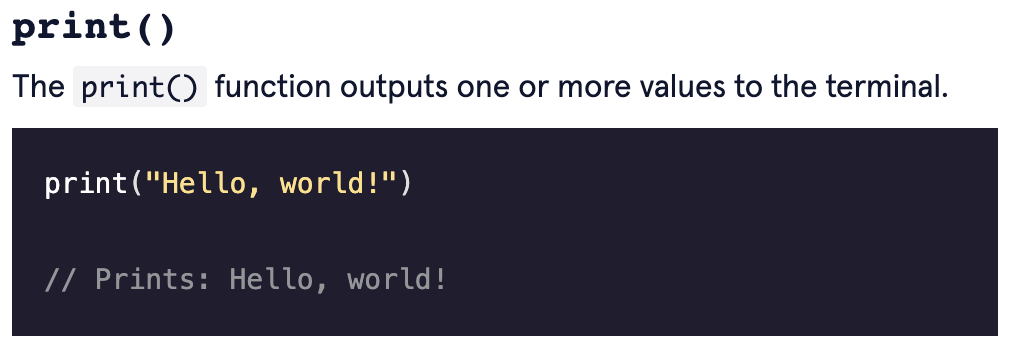 print()
The print() function outputs one or more values to the terminal.
print("Hello, world!")
// Prints: Hello, world!